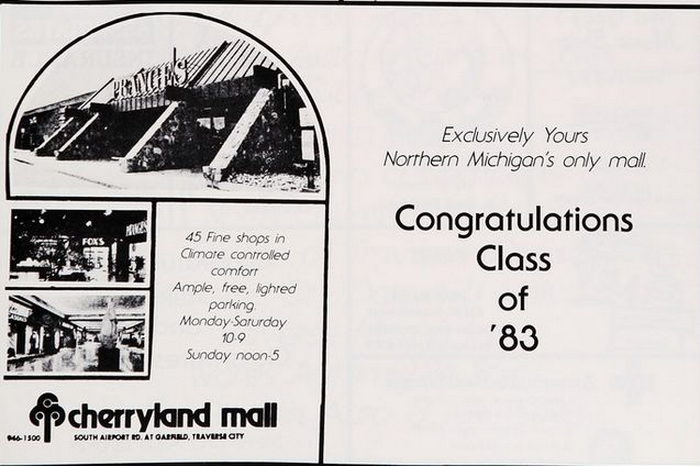 PRANGE'S
FOX'S
PRANGE'S
45 Fine shops in
Climate controlled
comfort
Ample, free, lighted
parking.
Monday-Saturday
10-9
Sunday noon-5
cherryland mall
946-1500
SOUTH AIRPORT RD. AT GARFIELD, TRAVERSE CITY
Exclusively Yours
Northern Michigan's only mall.
Congratulations
Class
of
'83